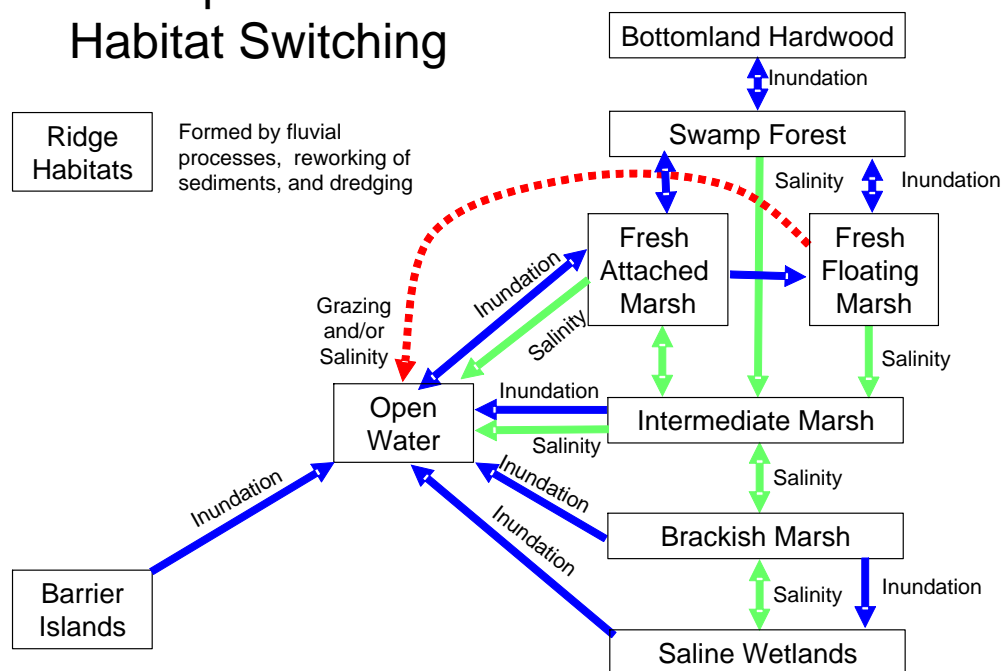 Habitat Switching
Bottomland Hardwood
Inundation
Ridge
Habitats
Formed by fluvial
processes, reworking of
sediments, and dredging
Swamp Forest
Salinity
Inundation
Fresh
Attached
Marsh
Fresh
Floating
Marsh
Inundation
Salinity
Grazing
and/or
Salinity
Salinity
Open
Water
Inundation
Salinity
Intermediate Marsh
Salinity
Inundation
Inundation
Inundation
Brackish Marsh
Salinity
Inundation
Barrier
Islands
Saline Wetlands